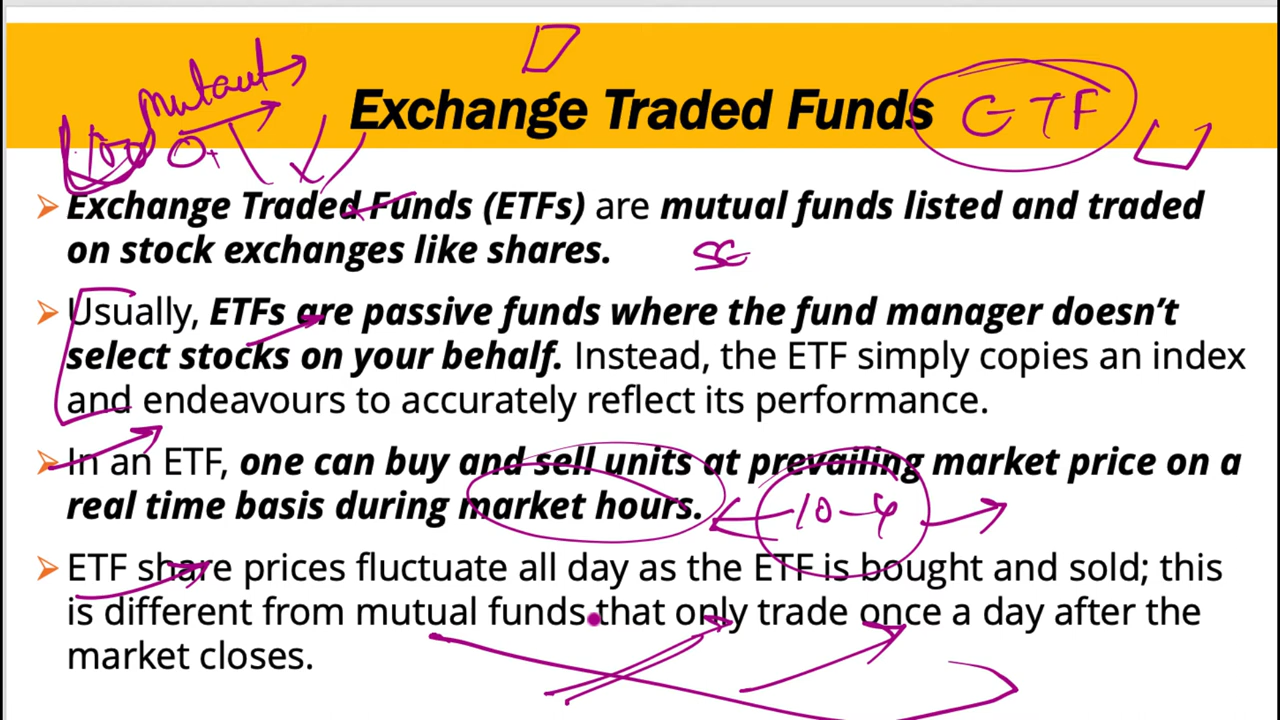 mutual
Exchange Traded Funds ETF
100
Exchange Traded Funds (ETFs) are mutual funds listed and traded
on stock exchanges like shares.
SE
Usually, ETFs are passive funds where the fund manager doesn’t
select stocks on your behalf. Instead, the ETF simply copies an index
and endeavours to accurately reflect its performance.
In an ETF, one can buy and sell units at prevailing market price on a
real time basis during market hours.
10-4
ETF share prices fluctuate all day as the ETF is bought and sold; this
is different from mutual funds that only trade once a day after the
market closes.